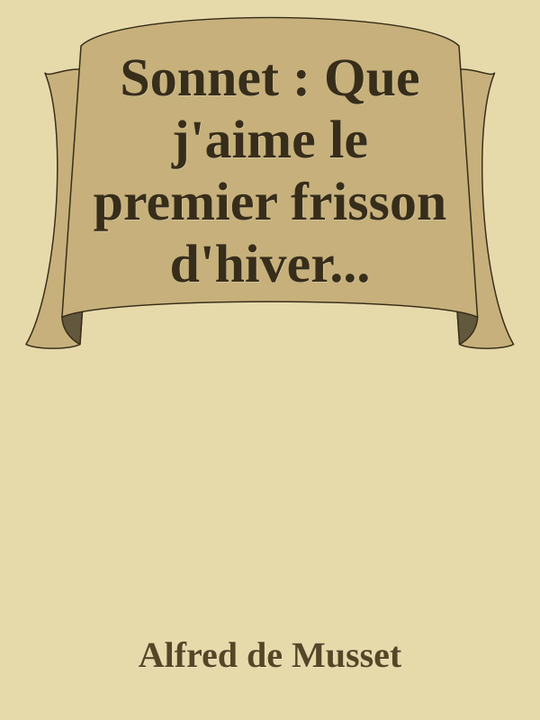 Sonnet : Que
j'aime le
premier frisson
d'hiver...
Alfred de Musset